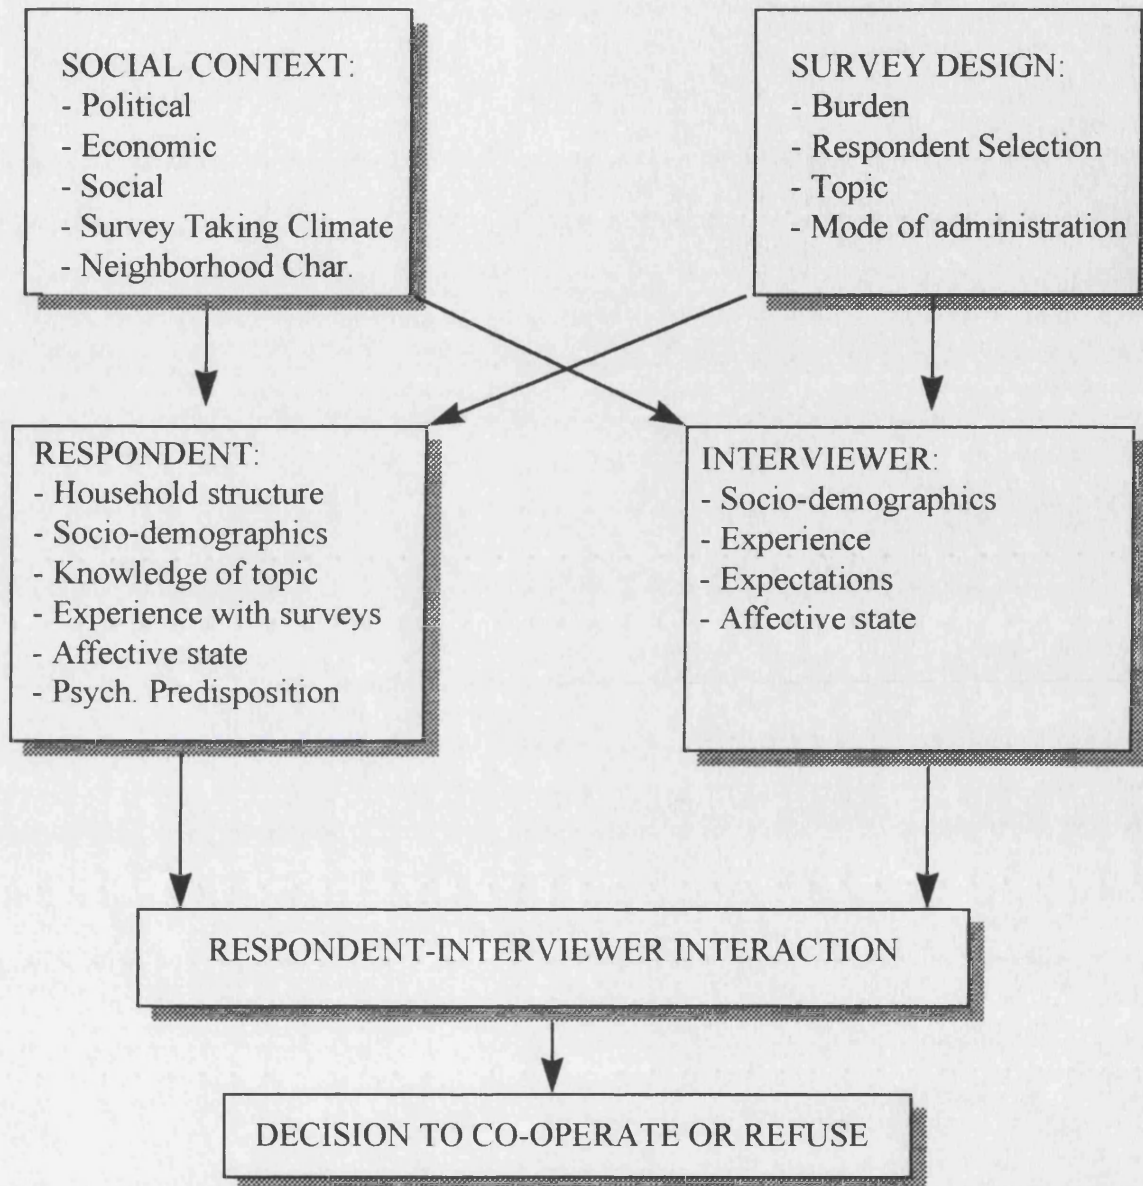 SOCIAL CONTEXT:
- Political
- Economic
- Social
- Survey Taking Climate
- Neighborhood Char.
SURVEY DESIGN:
- Burden
- Respondent Selection
- Topic
- Mode of administration
RESPONDENT:
- Household structure
- Socio-demographics
- Knowledge of topic
- Experience with surveys
- Affective state
- Psych. Predisposition
INTERVIEWER:
- Socio-demographics
- Experience
- Expectations
- Affective state
RESPONDENT-INTERVIEWER INTERACTION
DECISION TO CO-OPERATE OR REFUSE